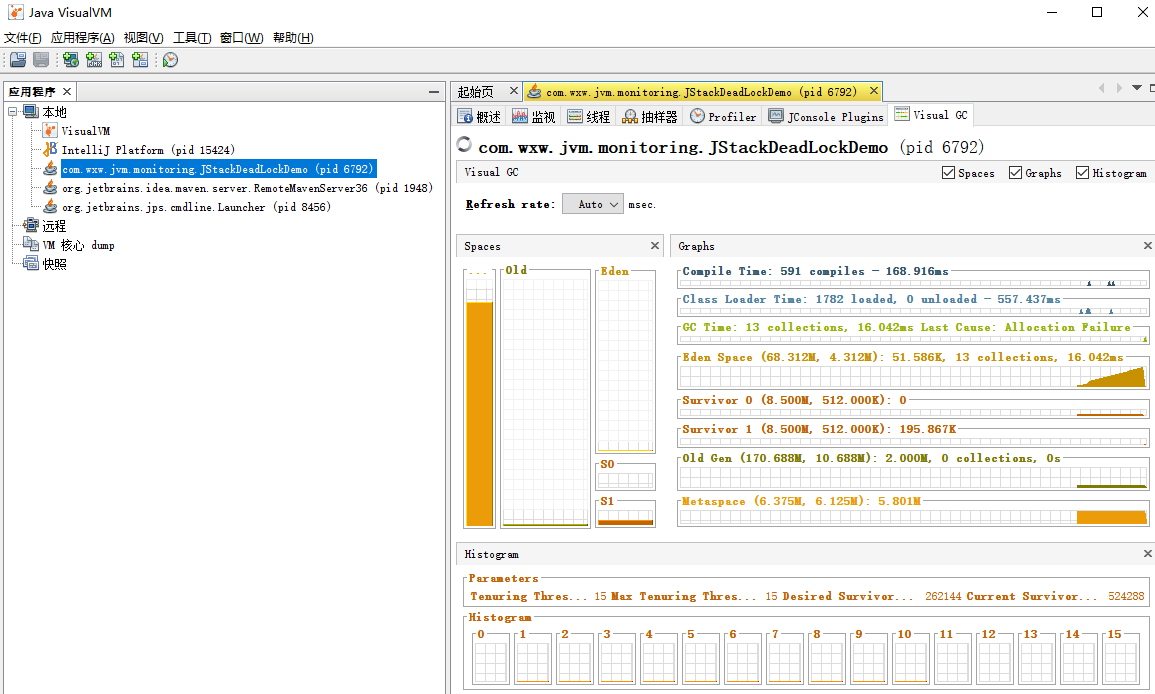 Java VisualVM
文件(F) 应用程序(A) 视图(V) 工具(T) 窗口(W) 帮助(H)
应用程序
本地
VisualVM
IntelliJ Platform (pid 15424)
com.wxw.jvm.monitoring.JStackDeadLockDemo (pid 6792)
org.jetbrains.idea.maven.server.RemoteMavenServer36 (pid 1948)
org.jetbrains.jps.cmdline.Launcher (pid 8456)
远程
VM 核心 dump
快照
起始页 com.wxw.jvm.monitoring.JStackDeadLockDemo (pid 6792)
概述 监视 线程 抽样器 Profiler JConsole Plugins Visual GC
com.wxw.jvm.monitoring.JStackDeadLockDemo (pid 6792)
Visual GC Spaces Graphs Histogram
Refresh rate: Auto msec.
Spaces
... Old Eden
S0
S1
Graphs
Compile Time: 591 compiles - 168.916ms
Class Loader Time: 1782 loaded, 0 unloaded - 557.437ms
GC Time: 13 collections, 16.042ms Last Cause: Allocation Failure
Eden Space (68.312M, 4.312M): 51.586K, 13 collections, 16.042ms
Survivor 0 (8.500M, 512.000K): 0
Survivor 1 (8.500M, 512.000K): 195.867K
Old Gen (170.688M, 10.688M): 2.000M, 0 collections, 0s
Metaspace (6.375M, 6.125M): 5.801M
Histogram
Parameters
Tenuring Thres... 15 Max Tenuring Thres... 15 Desired Survivor... 262144 Current Survivor... 524288
Histogram
0 1 2 3 4 5 6 7 8 9 10 11 12 13 14 15